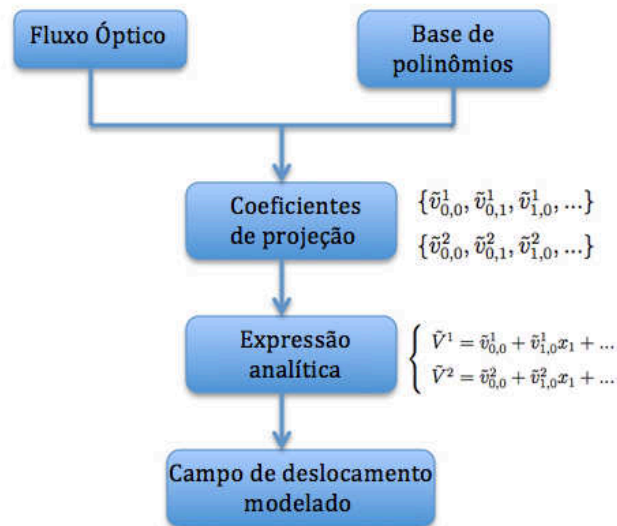 Fluxo Óptico
Base de
polinômios
Coeficientes
de projeção
{ṽ¹₀,₀, ṽ¹₀,₁, ṽ¹₁,₀, ...}
{ṽ²₀,₀, ṽ²₀,₁, ṽ²₁,₀, ...}
Expressão
analítica
Ṽ¹ = ṽ¹₀,₀ + ṽ¹₁,₀x₁ + ...
Ṽ² = ṽ²₀,₀ + ṽ²₁,₀x₁ + ...
Campo de deslocamento
modelado